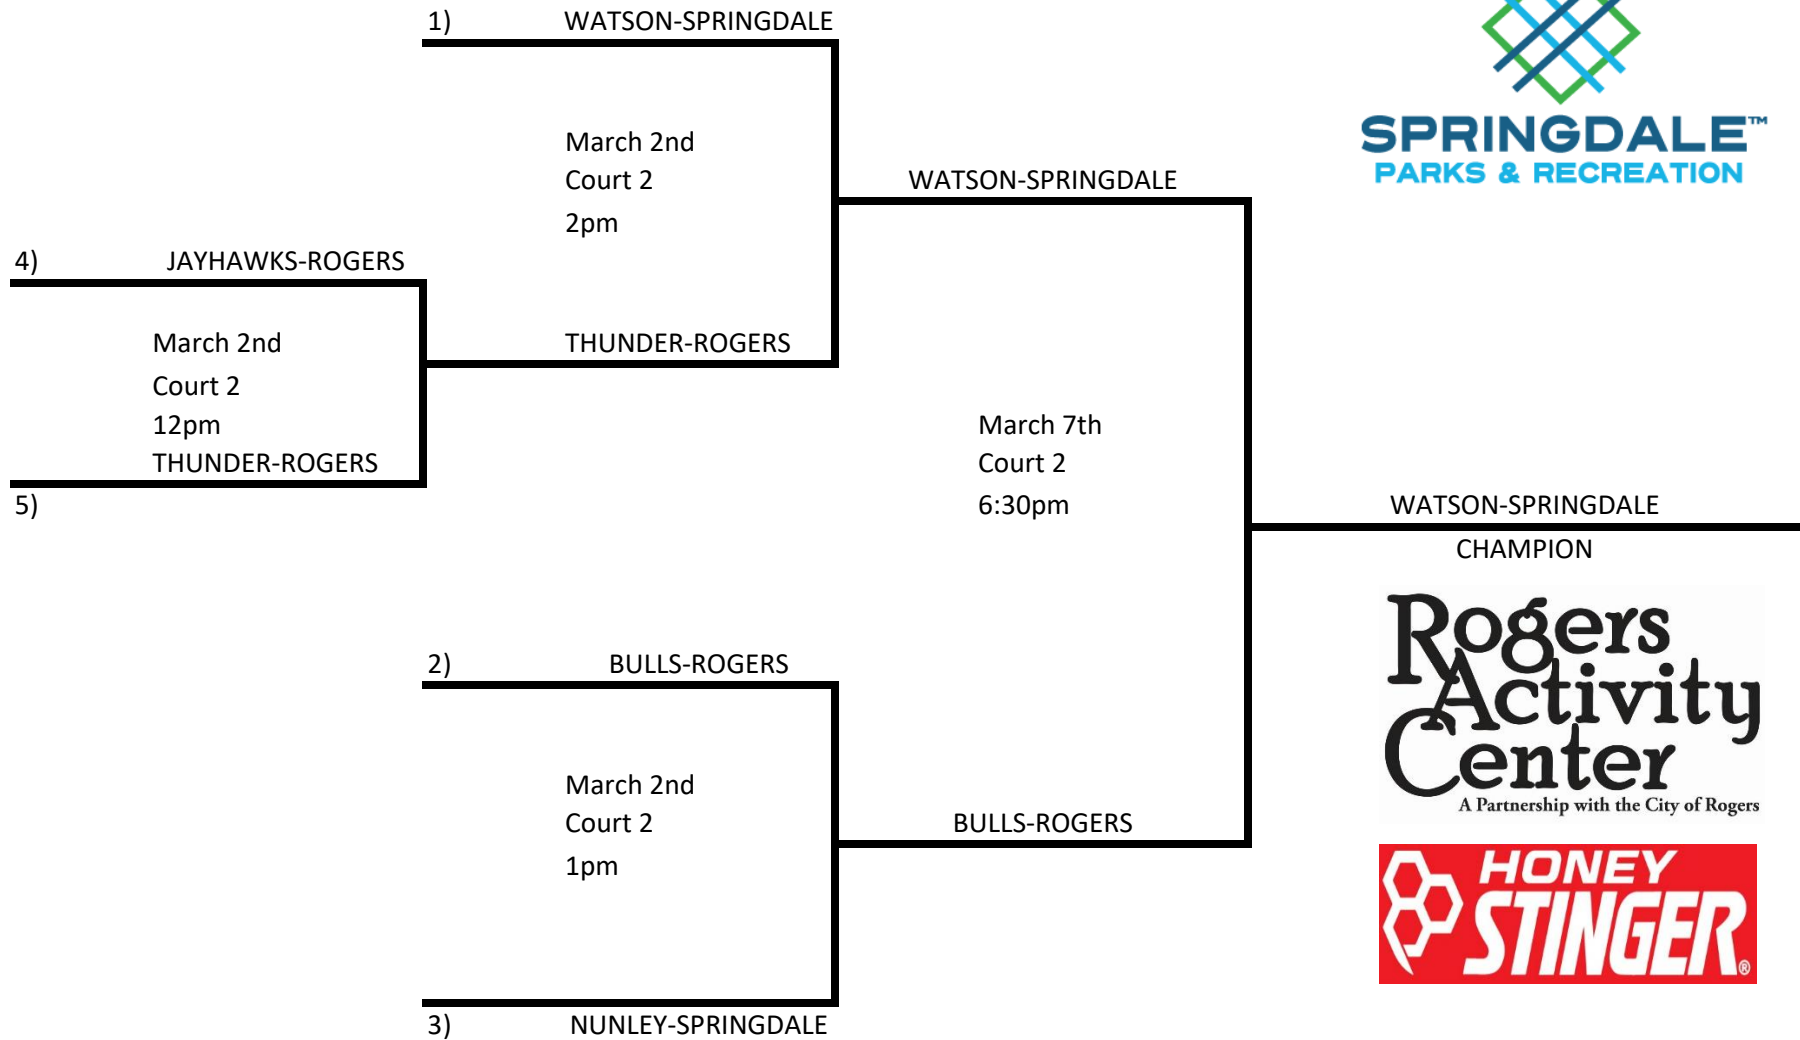 1) WATSON-SPRINGDALE
SPRINGDALE™
PARKS & RECREATION
March 2nd
Court 2
2pm
WATSON-SPRINGDALE
4) JAYHAWKS-ROGERS
March 2nd
Court 2
12pm
THUNDER-ROGERS
5)
THUNDER-ROGERS
March 7th
Court 2
6:30pm
WATSON-SPRINGDALE
CHAMPION
Rogers
Activity
Center
A Partnership with the City of Rogers
2) BULLS-ROGERS
March 2nd
Court 2
1pm
BULLS-ROGERS
HONEY
STINGER®
3) NUNLEY-SPRINGDALE